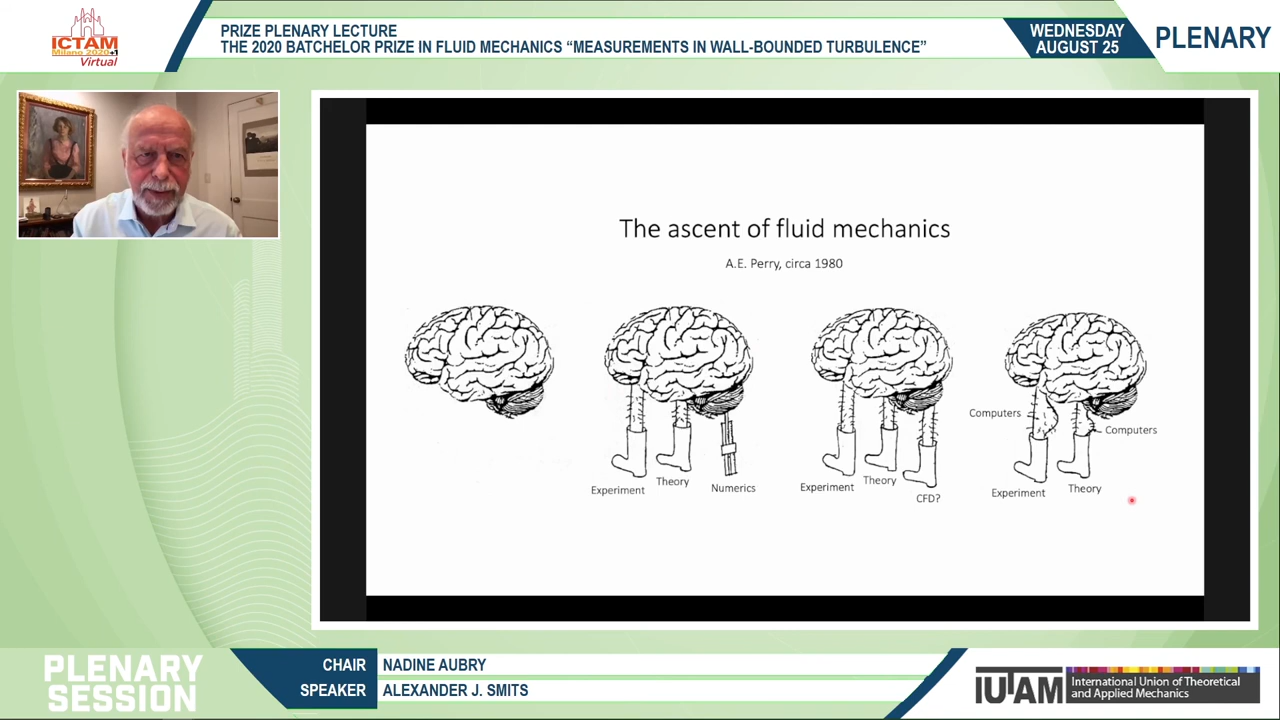 ICTAM
Milano 2020+1
Virtual
PRIZE PLENARY LECTURE
THE 2020 BATCHELOR PRIZE IN FLUID MECHANICS “MEASUREMENTS IN WALL-BOUNDED TURBULENCE”
WEDNESDAY
AUGUST 25
PLENARY
The ascent of fluid mechanics
A.E. Perry, circa 1980
Experiment
Theory
Numerics
Experiment
Theory
CFD?
Computers
Computers
Experiment
Theory
PLENARY
SESSION
CHAIR NADINE AUBRY
SPEAKER ALEXANDER J. SMITS
IUTAM
International Union of Theoretical
and Applied Mechanics